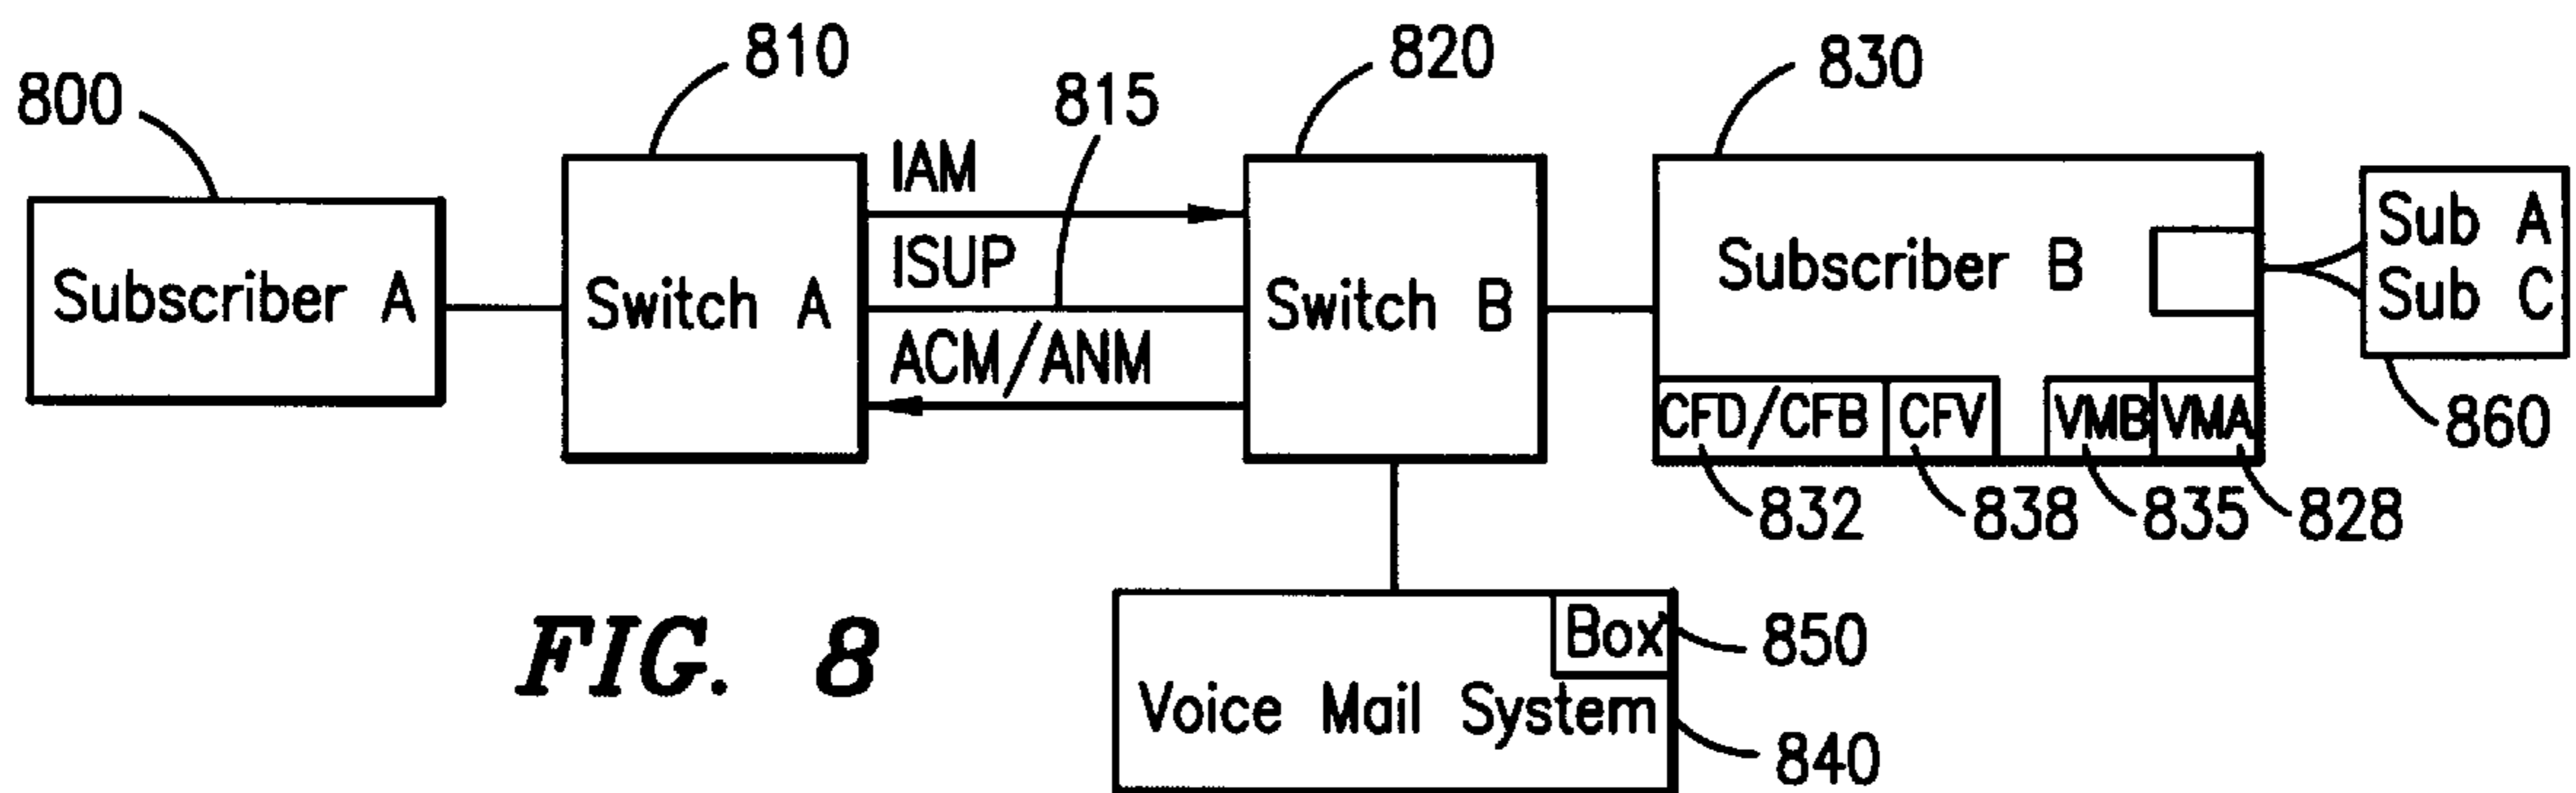 800
810
815
820
830
Subscriber A
Switch A
IAM
ISUP
ACM/ANM
Switch B
Subscriber B
Sub A
Sub C
860
CFD/CFB
CFV
VMB
VMA
832
838
835
828
Box
850
Voice Mail System
840
FIG. 8